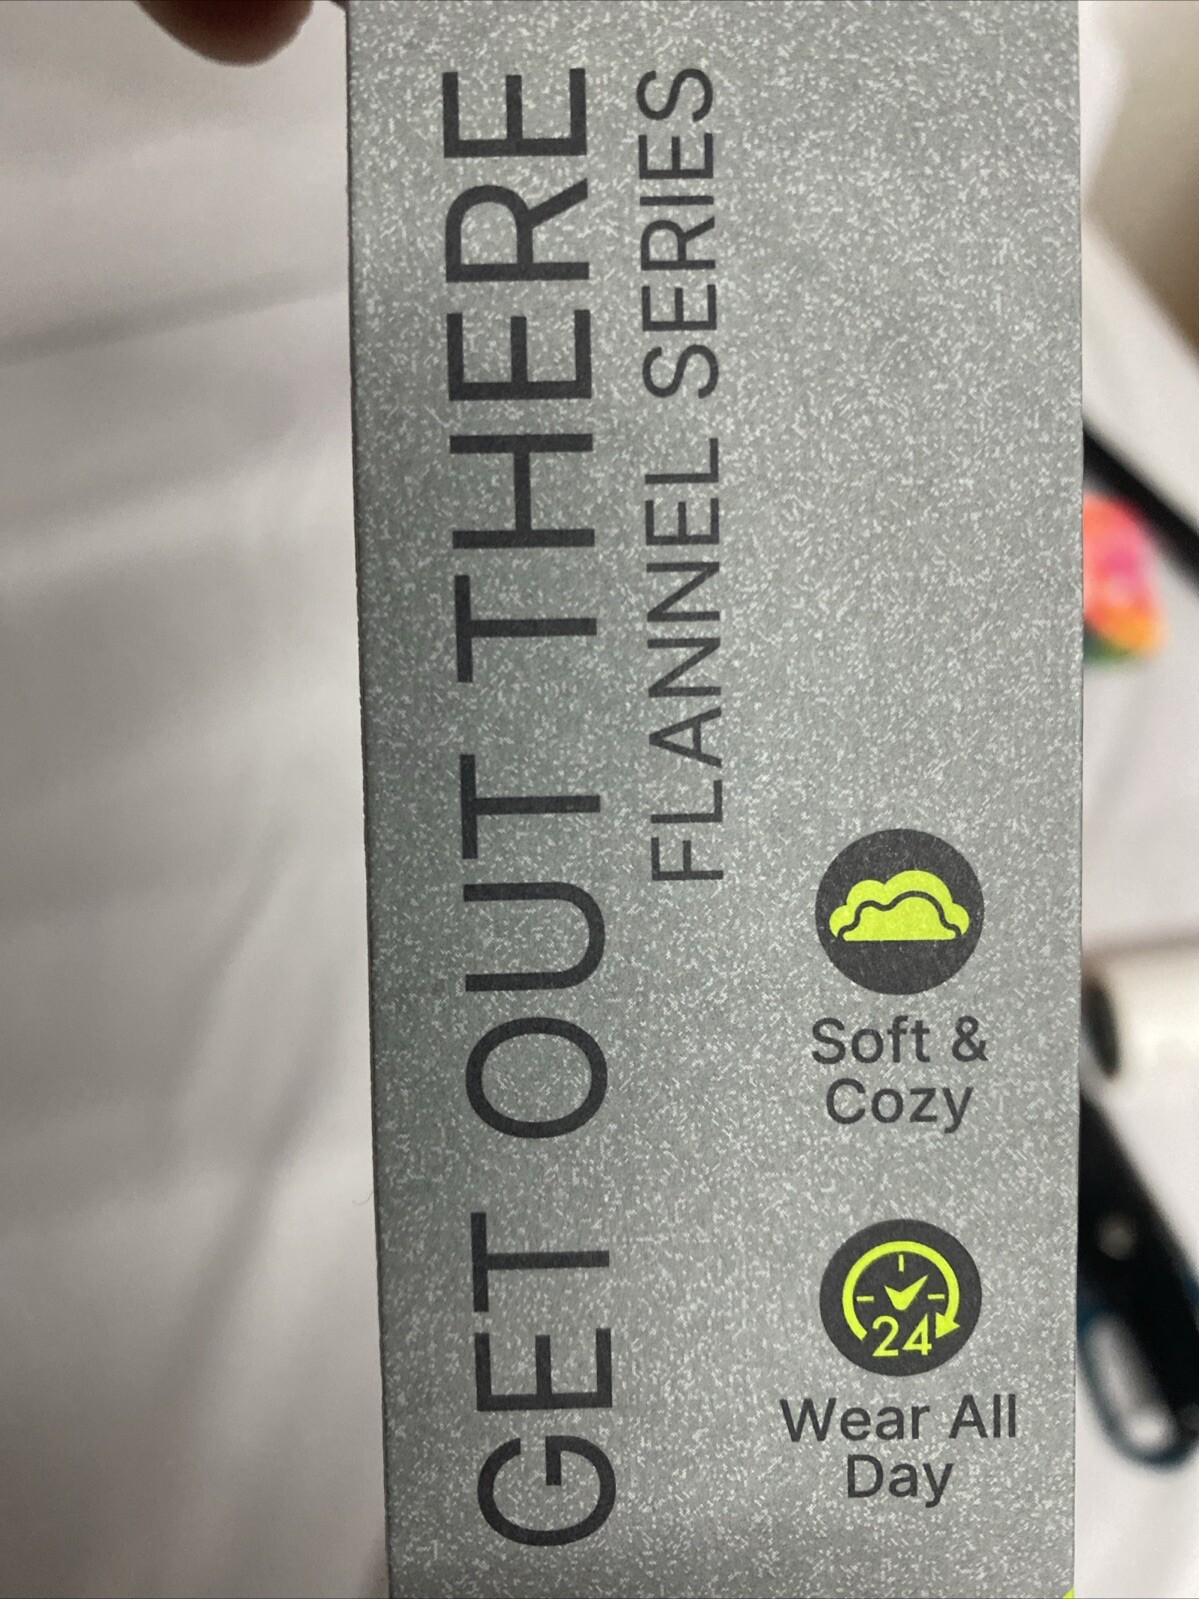 GET OUT THERE
FLANNEL SERIES
Soft &
Cozy
24
Wear All
Day